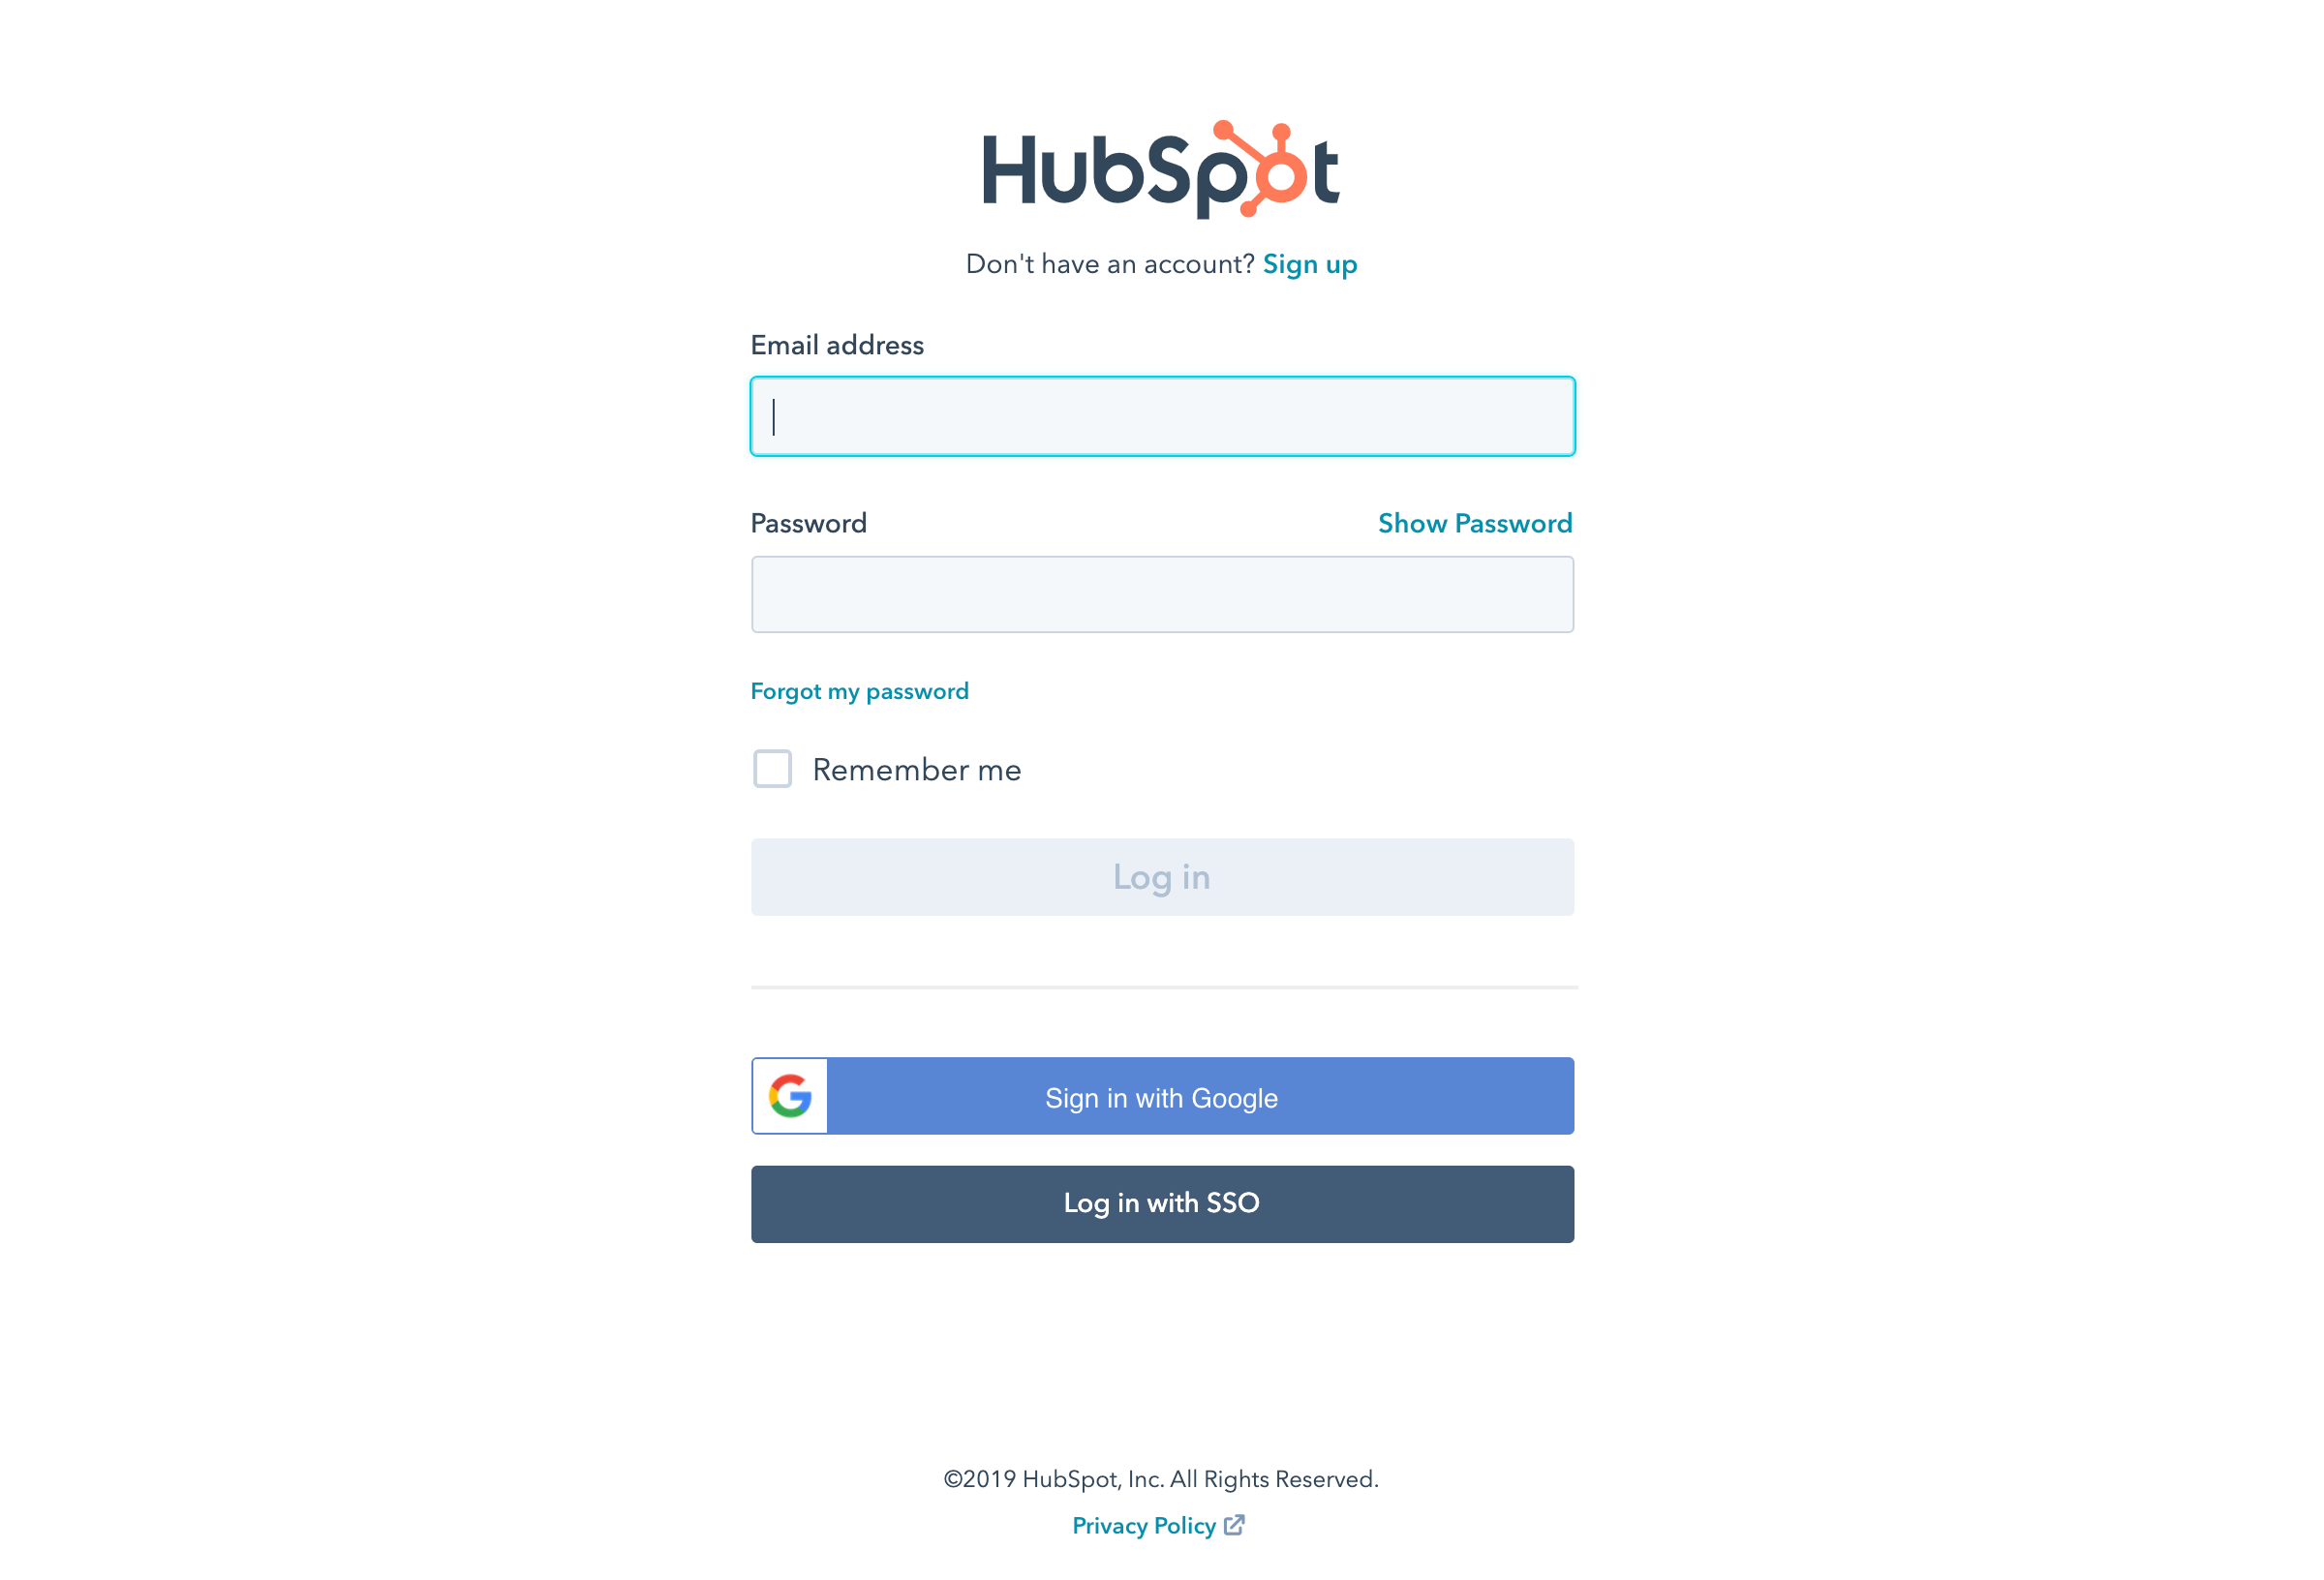 HubSpot
Don't have an account? Sign up
Email address
Password Show Password
Forgot my password
Remember me
Log in
Sign in with Google
Log in with SSO
©2019 HubSpot, Inc. All Rights Reserved.
Privacy Policy